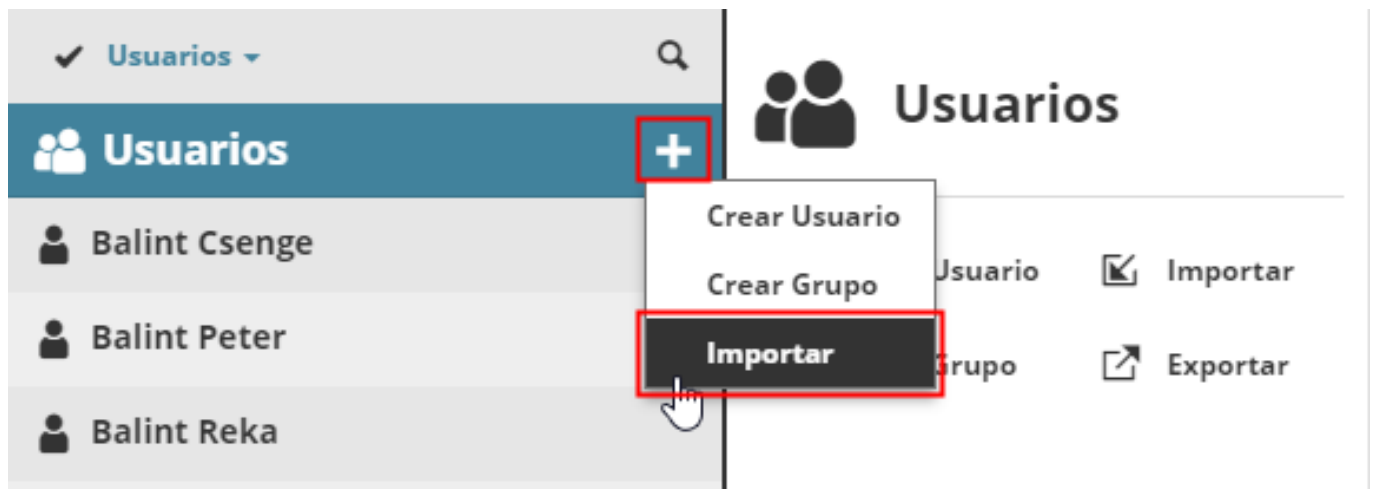 Usuarios
Usuarios
Balint Csenge
Balint Peter
Balint Reka
Crear Usuario
Crear Grupo
Importar
Usuarios
Usuario
Importar
Grupo
Exportar